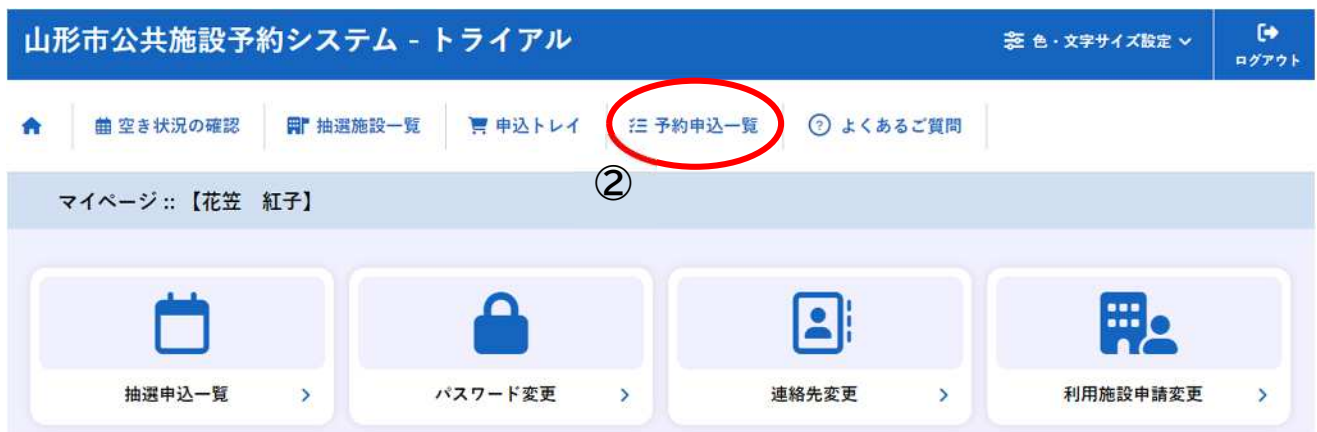 山形市公共施設予約システム - トライアル
色・文字サイズ設定
ログアウト
空き状況の確認
抽選施設一覧
申込トレイ
予約申込一覧
よくあるご質問
②
マイページ :: 【花笠　紅子】
抽選申込一覧
パスワード変更
連絡先変更
利用施設申請変更